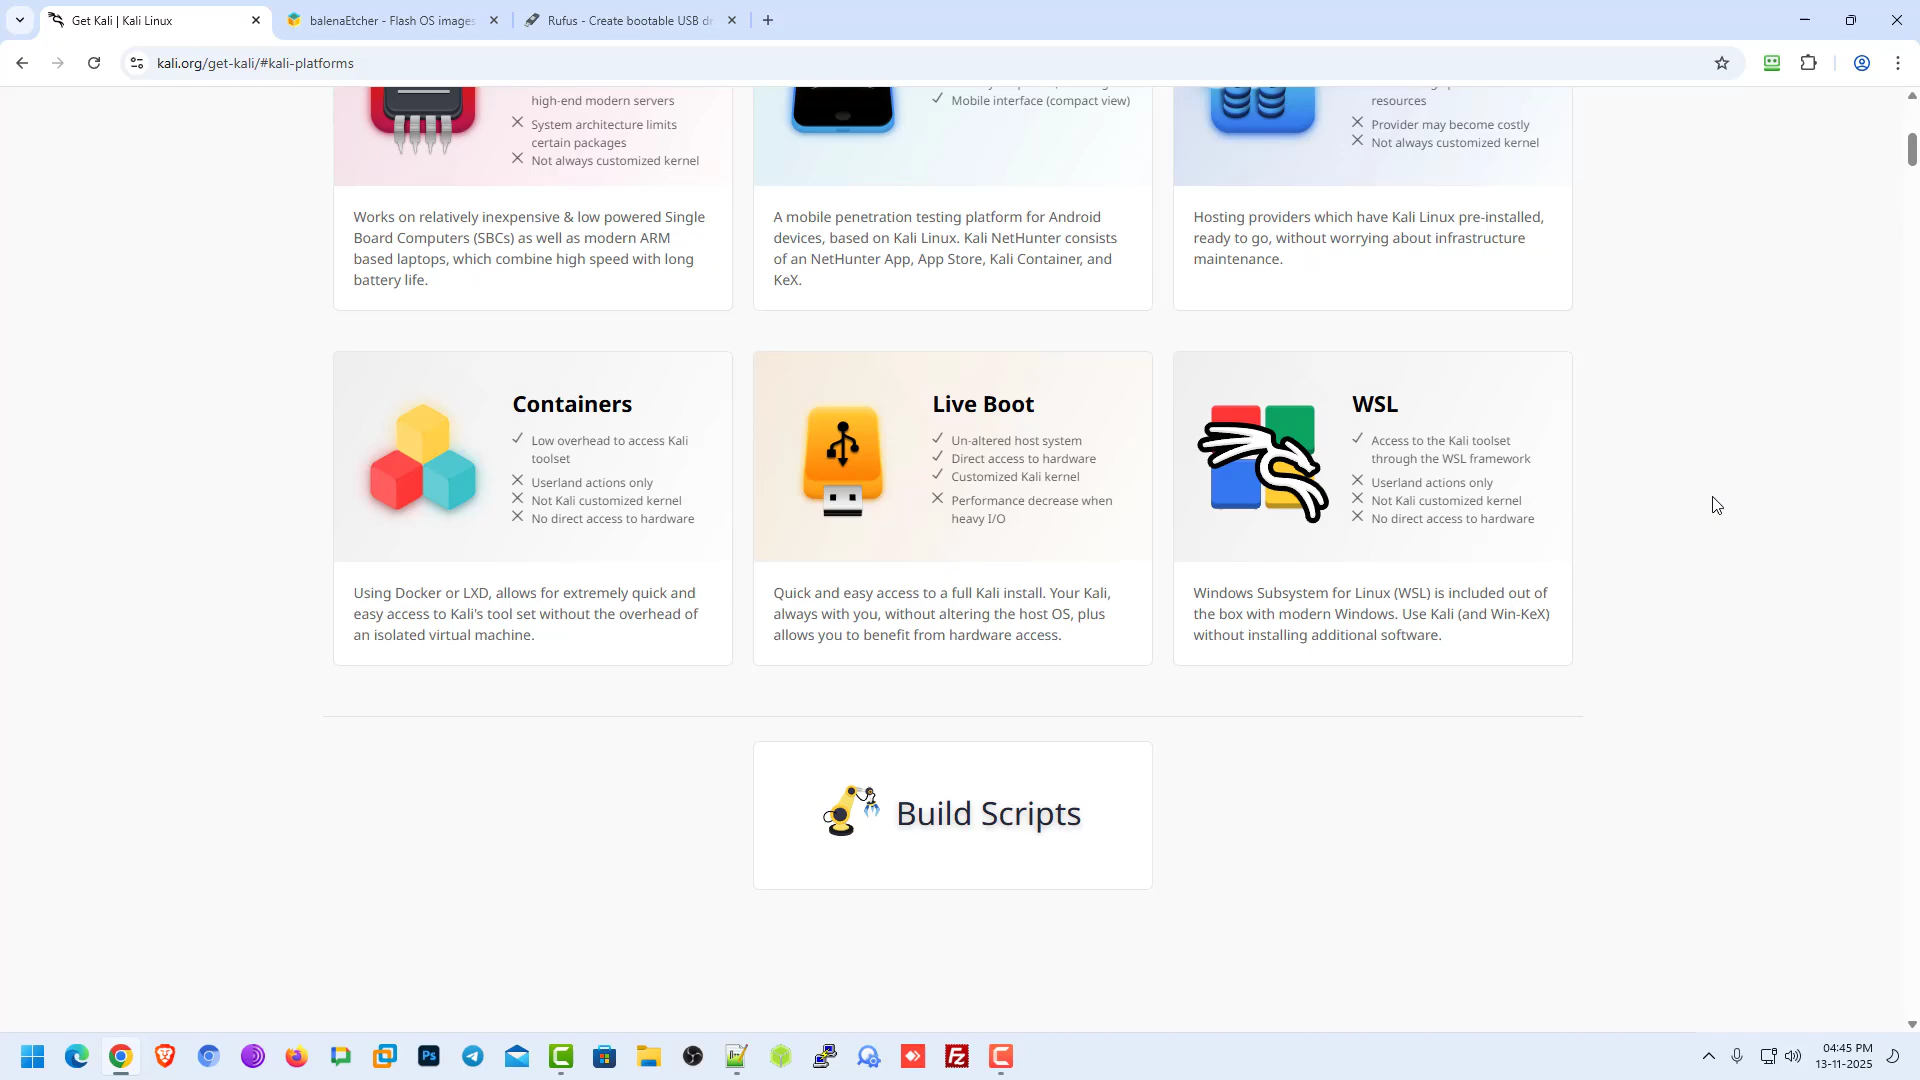 Get Kali | Kali Linux
balenaEtcher - Flash OS images
Rufus - Create bootable USB dr
kali.org/get-kali/#kali-platforms
high-end modern servers
System architecture limits
certain packages
Not always customized kernel
Works on relatively inexpensive & low powered Single
Board Computers (SBCs) as well as modern ARM
based laptops, which combine high speed with long
battery life.
Mobile interface (compact view)
A mobile penetration testing platform for Android
devices, based on Kali Linux. Kali NetHunter consists
of an NetHunter App, App Store, Kali Container, and
KeX.
resources
Provider may become costly
Not always customized kernel
Hosting providers which have Kali Linux pre-installed,
ready to go, without worrying about infrastructure
maintenance.
Containers
Low overhead to access Kali
toolset
Userland actions only
Not Kali customized kernel
No direct access to hardware
Using Docker or LXD, allows for extremely quick and
easy access to Kali's tool set without the overhead of
an isolated virtual machine.
Live Boot
Un-altered host system
Direct access to hardware
Customized Kali kernel
Performance decrease when
heavy I/O
Quick and easy access to a full Kali install. Your Kali,
always with you, without altering the host OS, plus
allows you to benefit from hardware access.
WSL
Access to the Kali toolset
through the WSL framework
Userland actions only
Not Kali customized kernel
No direct access to hardware
Windows Subsystem for Linux (WSL) is included out of
the box with modern Windows. Use Kali (and Win-KeX)
without installing additional software.
Build Scripts
Ps
Fz
04:45 PM
13-11-2025